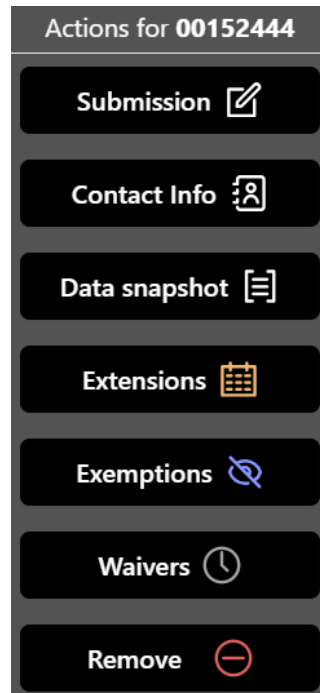 Actions for 00152444
Submission
Contact Info
Data snapshot
Extensions
Exemptions
Waivers
Remove